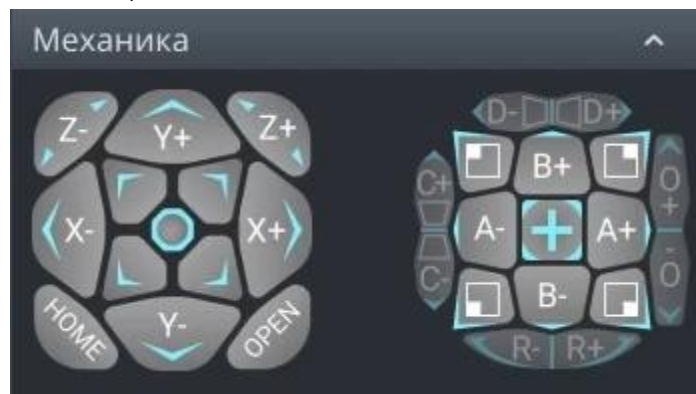 Механика
Z-
Y+
Z+
X-
X+
HOME
Y-
OPEN
D-
D+
C+
B+
O+
A-
A+
C-
B-
-O
R-
R+